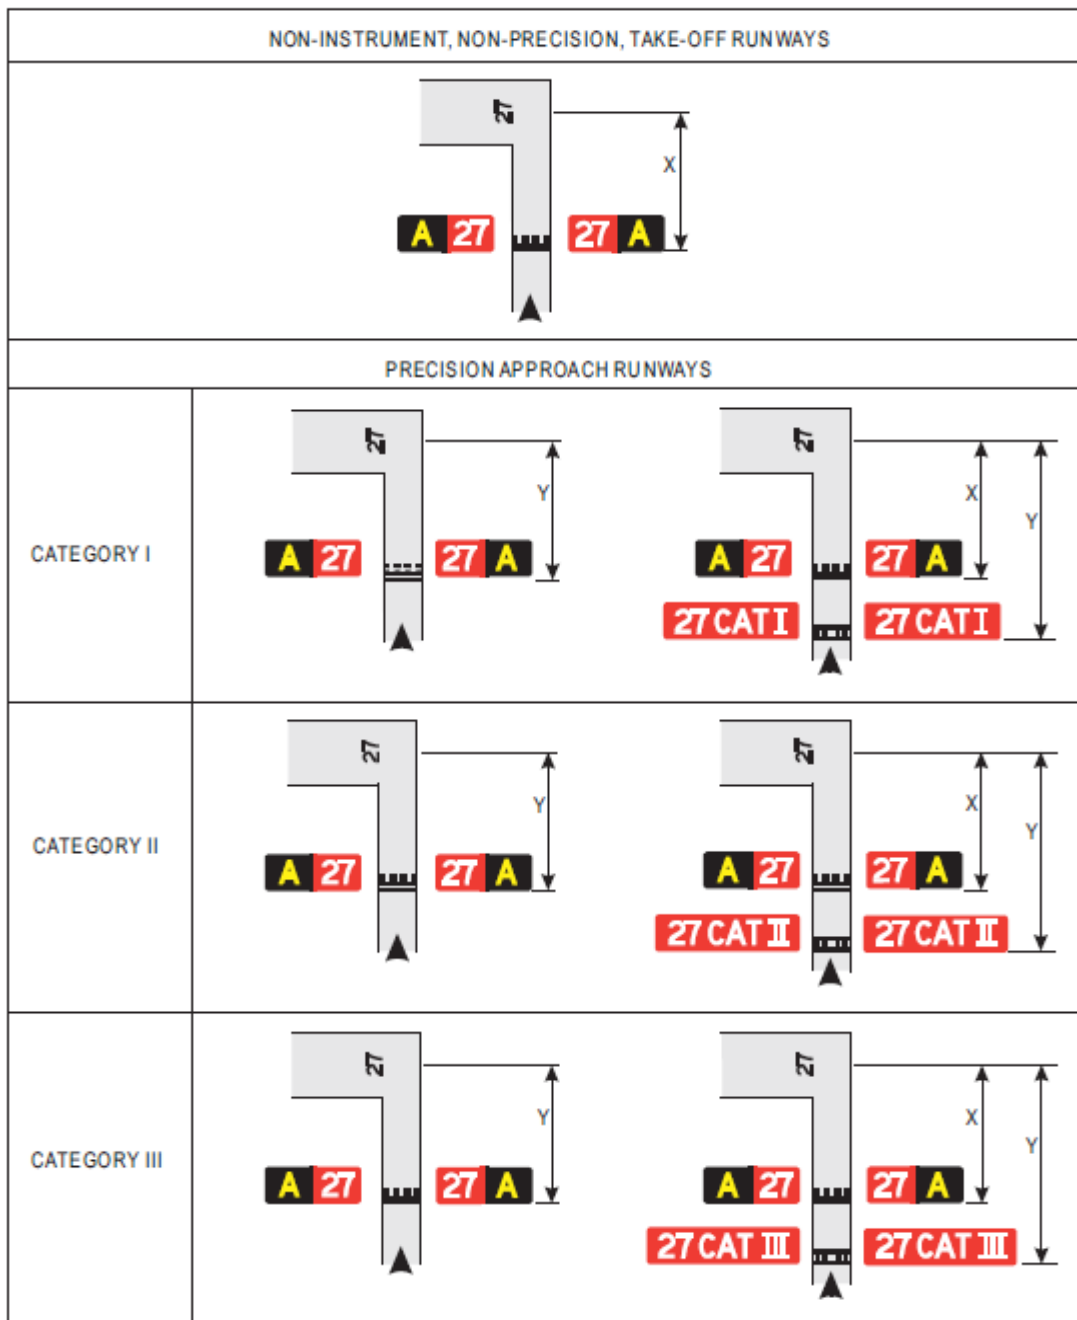 NON-INSTRUMENT, NON-PRECISION, TAKE-OFF RUNWAYS
27
X
A 27 27 A
PRECISION APPROACH RUNWAYS
CATEGORY I
27 27
Y X Y
A 27 27 A A 27 27 A
27 CAT I 27 CAT I
CATEGORY II
27 27
Y X Y
A 27 27 A A 27 27 A
27 CAT II 27 CAT II
CATEGORY III
27 27
Y X Y
A 27 27 A A 27 27 A
27 CAT III 27 CAT III